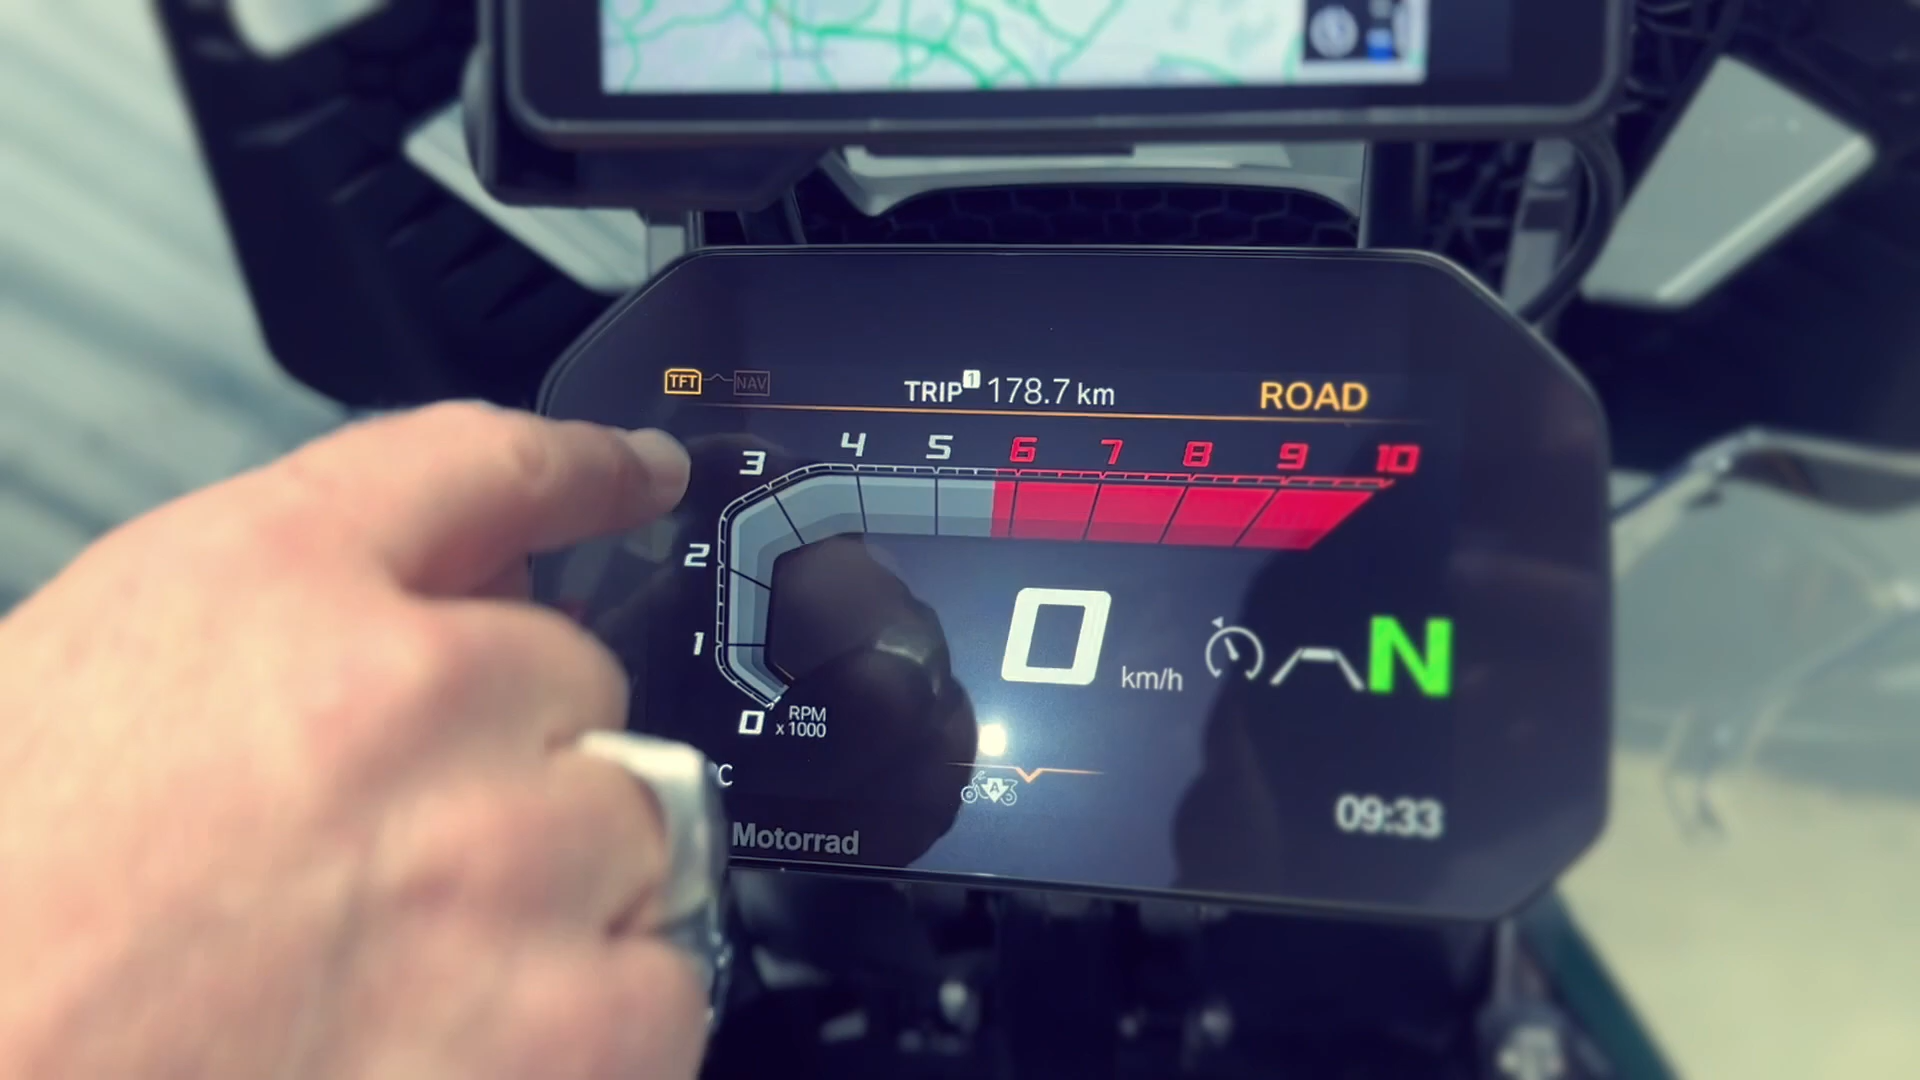 TFT NAV TRIP 1 178.7 km ROAD
3 4 5 6 7 8 9 10
2
1
0 RPM
x 1000
0 km/h N
C
A
09:33
Motorrad